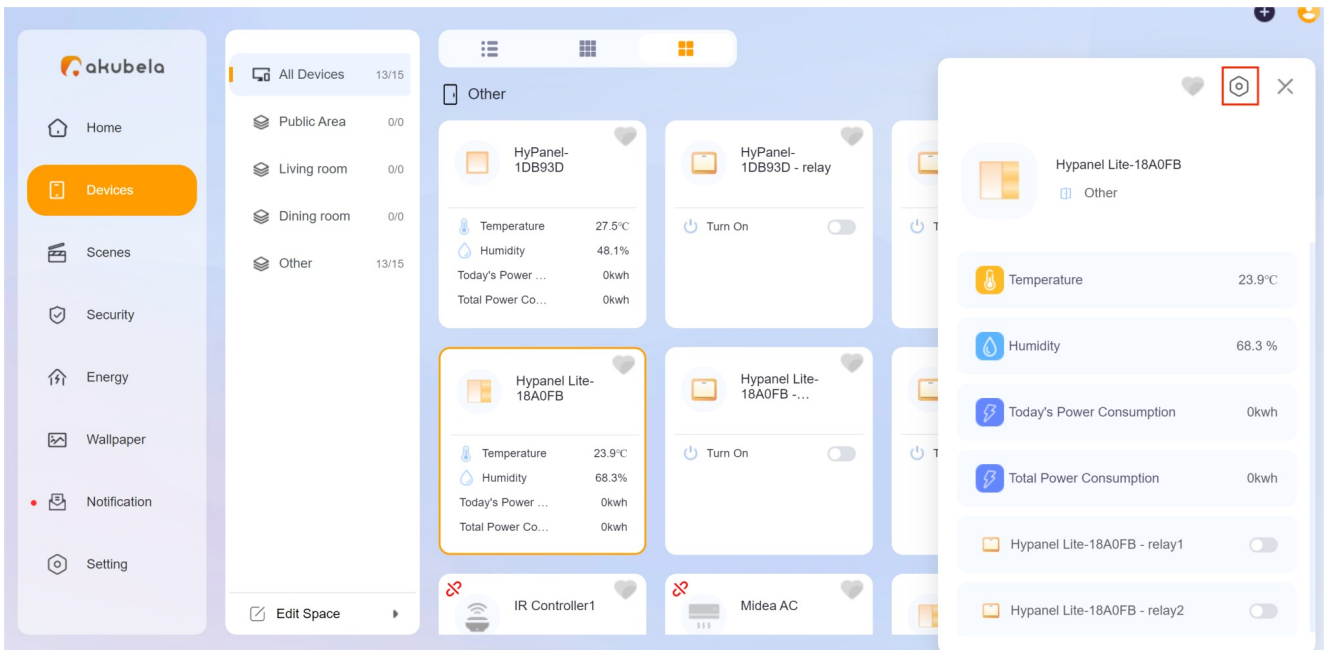 akubela
Home
Devices
Scenes
Security
Energy
Wallpaper
Notification
Setting
All Devices 13/15
Public Area 0/0
Living room 0/0
Dining room 0/0
Other 13/15
Edit Space
Other
HyPanel-
1DB93D
Temperature 27.5℃
Humidity 48.1%
Today's Power ... 0kwh
Total Power Co... 0kwh
HyPanel-
1DB93D - relay
Turn On
Hypanel Lite-
18A0FB
Temperature 23.9℃
Humidity 68.3%
Today's Power ... 0kwh
Total Power Co... 0kwh
Hypanel Lite-
18A0FB -...
Turn On
IR Controller1
Midea AC
Hypanel Lite-18A0FB
Other
Temperature 23.9℃
Humidity 68.3 %
Today's Power Consumption 0kwh
Total Power Consumption 0kwh
Hypanel Lite-18A0FB - relay1
Hypanel Lite-18A0FB - relay2